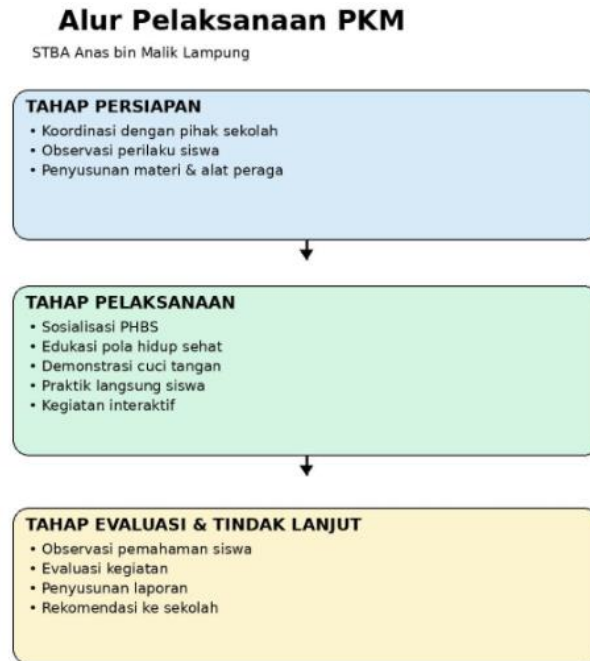 Alur Pelaksanaan PKM
STBA Anas bin Malik Lampung
TAHAP PERSIAPAN
• Koordinasi dengan pihak sekolah
• Observasi perilaku siswa
• Penyusunan materi & alat peraga
TAHAP PELAKSANAAN
• Sosialisasi PHBS
• Edukasi pola hidup sehat
• Demonstrasi cuci tangan
• Praktik langsung siswa
• Kegiatan interaktif
TAHAP EVALUASI & TINDAK LANJUT
• Observasi pemahaman siswa
• Evaluasi kegiatan
• Penyusunan laporan
• Rekomendasi ke sekolah